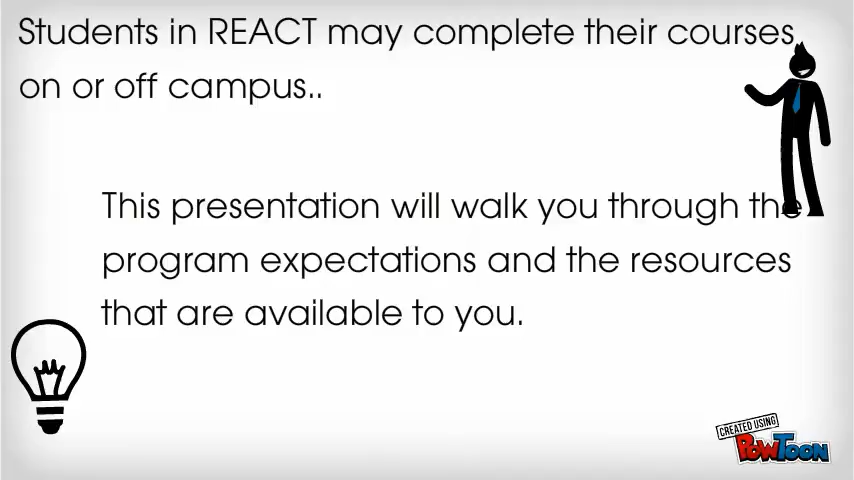 Students in REACT may complete their courses
on or off campus..
This presentation will walk you through the
program expectations and the resources
that are available to you.
CREATED USING
PowToon